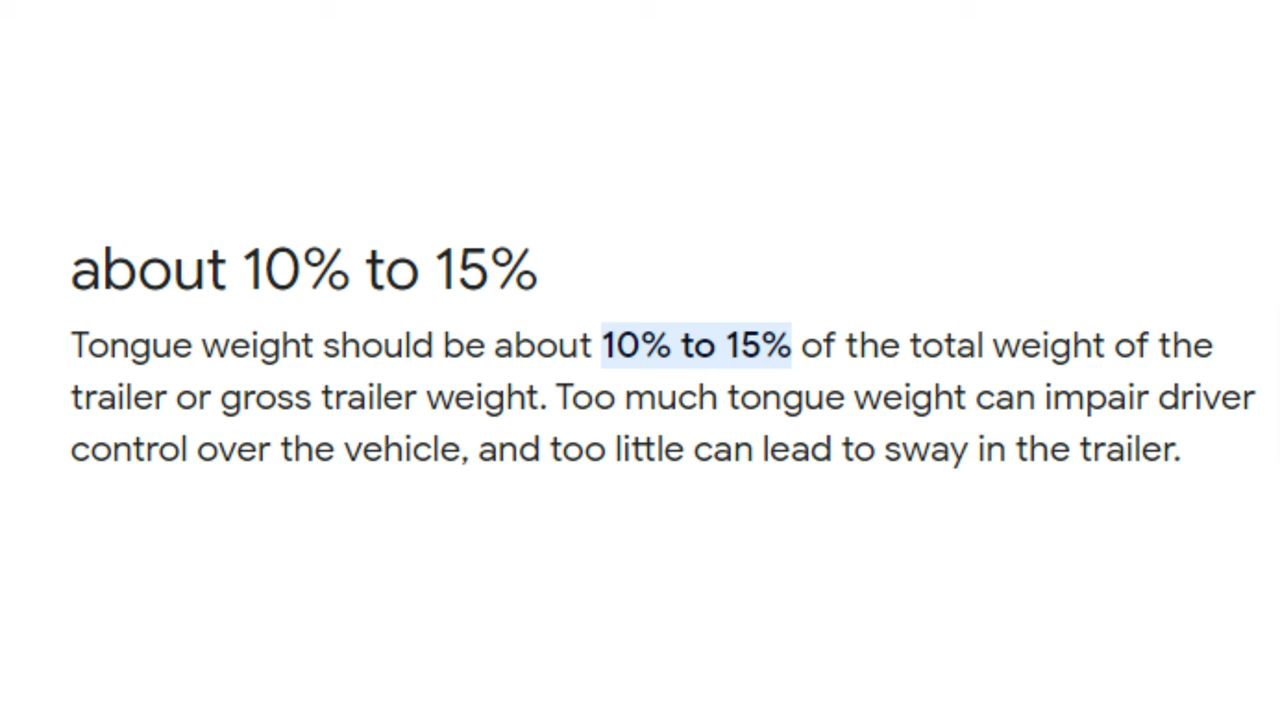 about 10% to 15%
Tongue weight should be about 10% to 15% of the total weight of the
trailer or gross trailer weight. Too much tongue weight can impair driver
control over the vehicle, and too little can lead to sway in the trailer.